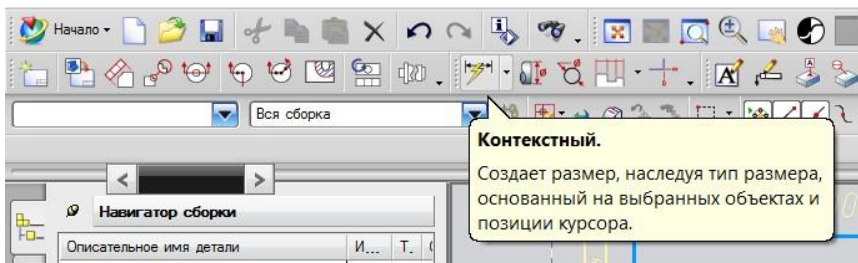 Начало
Вся сборка
Контекстный.
Создает размер, наследуя тип размера,
основанный на выбранных объектах и
позиции курсора.
Навигатор сборки
Описательное имя детали И... Т.